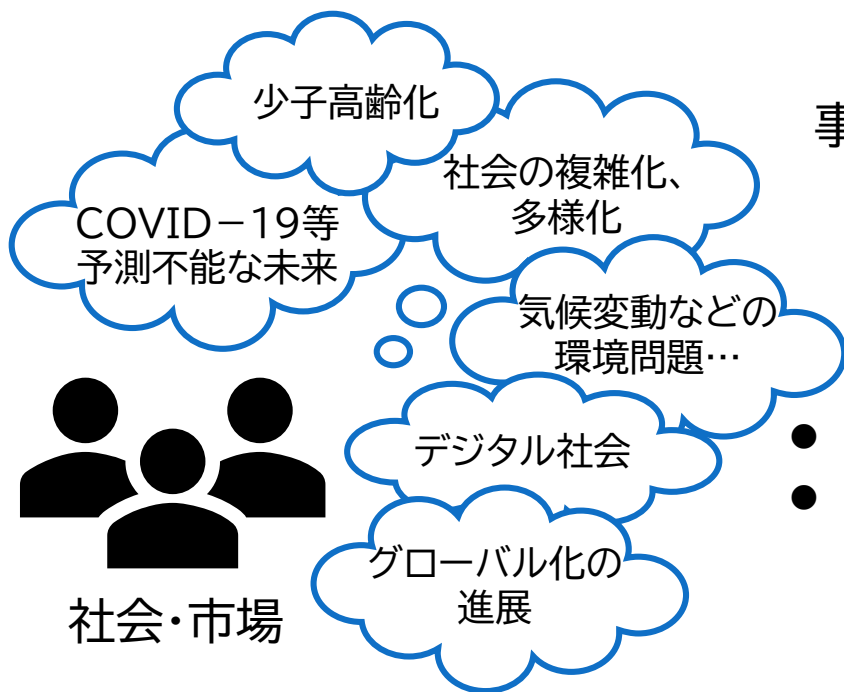 少子高齢化
社会の複雑化、
多様化
COVID－19等
予測不能な未来
気候変動などの
環境問題…
デジタル社会
グローバル化の
進展
社会・市場
事
•
•